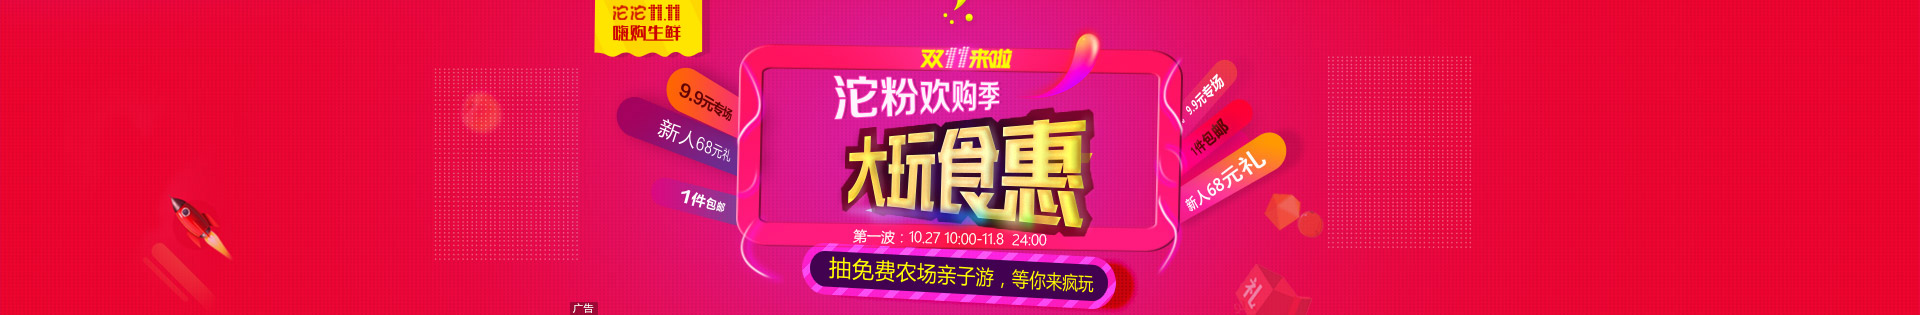 沱沱11.11
嗨购生鲜
双11来啦
沱粉欢购季
大玩食惠
9.9元专场
新人68元礼
1件包邮
9.9元专场
1件包邮
新人68元礼
第一波：10.27 10:00-11.8 24:00
抽免费农场亲子游，等你来疯玩
礼
广告